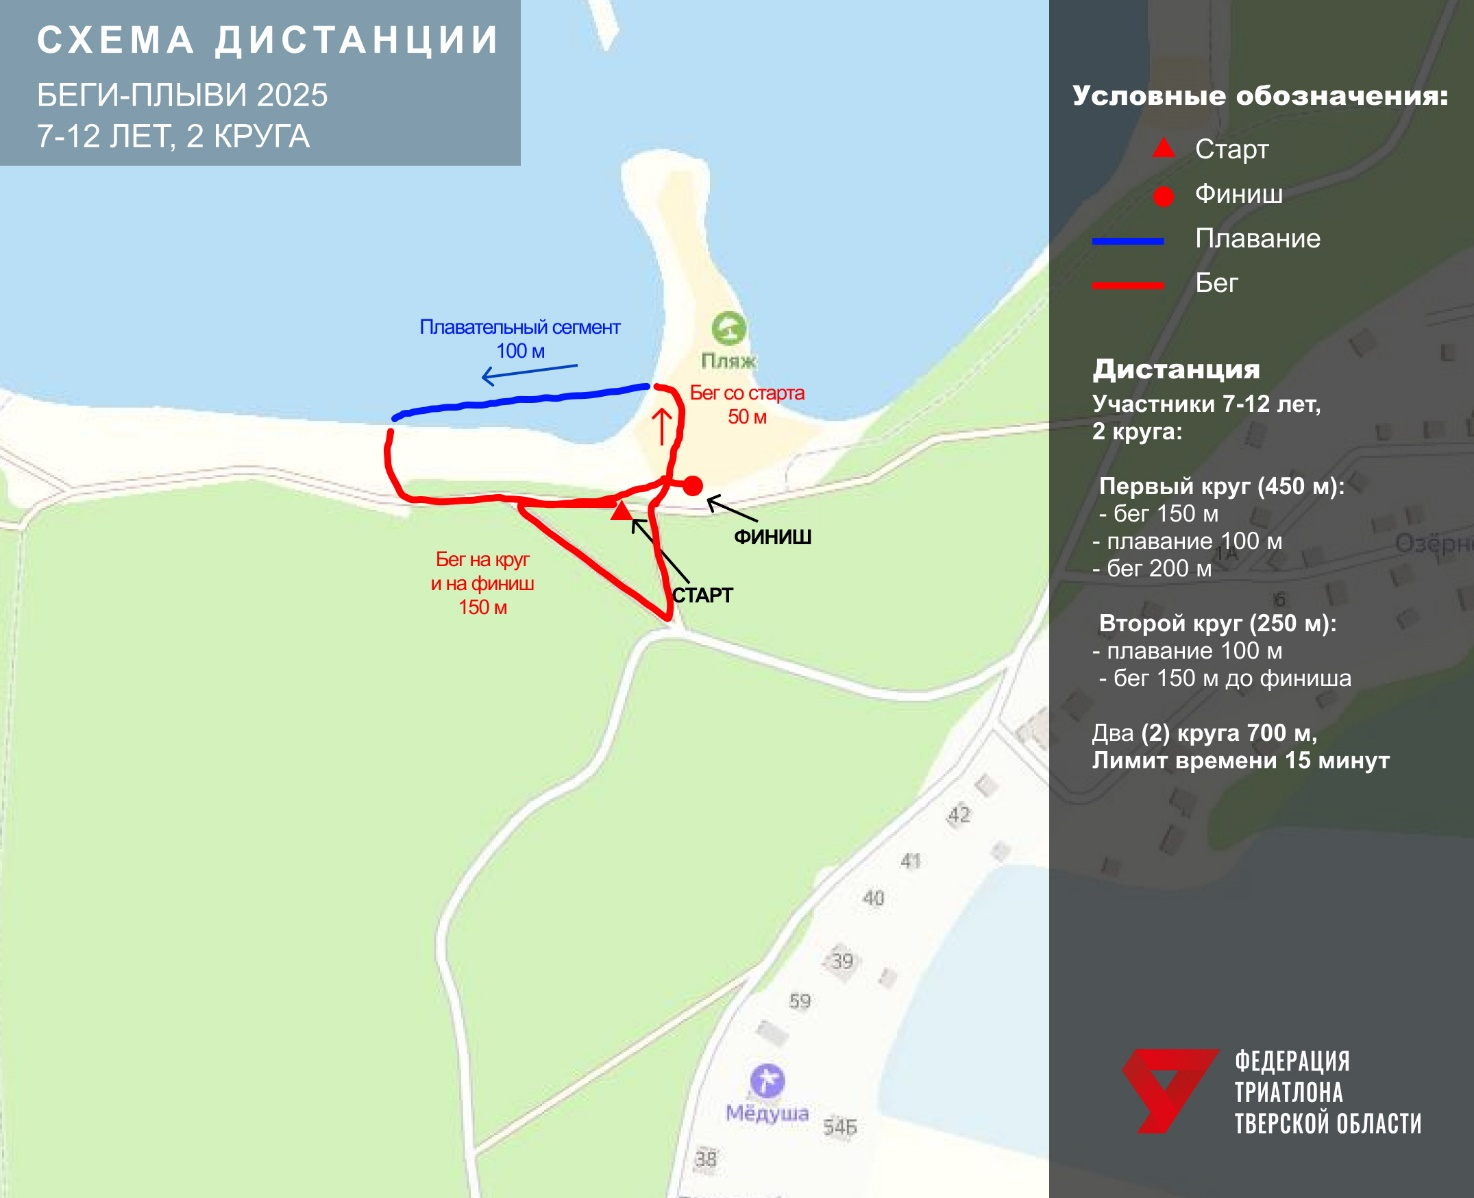 СХЕМА ДИСТАНЦИИ
БЕГИ-ПЛЫВИ 2025
7-12 ЛЕТ, 2 КРУГА
Плавательный сегмент
100 м
Пляж
Бег со старта
50 м
ФИНИШ
СТАРТ
Бег на круг
и на финиш
150 м
42
41
40
39
59
Мёдуша
54Б
38
Условные обозначения:
Старт
Финиш
Плавание
Бег
Дистанция
Участники 7-12 лет,
2 круга:
Первый круг (450 м):
- бег 150 м
- плавание 100 м
- бег 200 м
Второй круг (250 м):
- плавание 100 м
- бег 150 м до финиша
Два (2) круга 700 м,
Лимит времени 15 минут
1А
6
ФЕДЕРАЦИЯ
ТРИАТЛОНА
ТВЕРСКОЙ ОБЛАСТИ